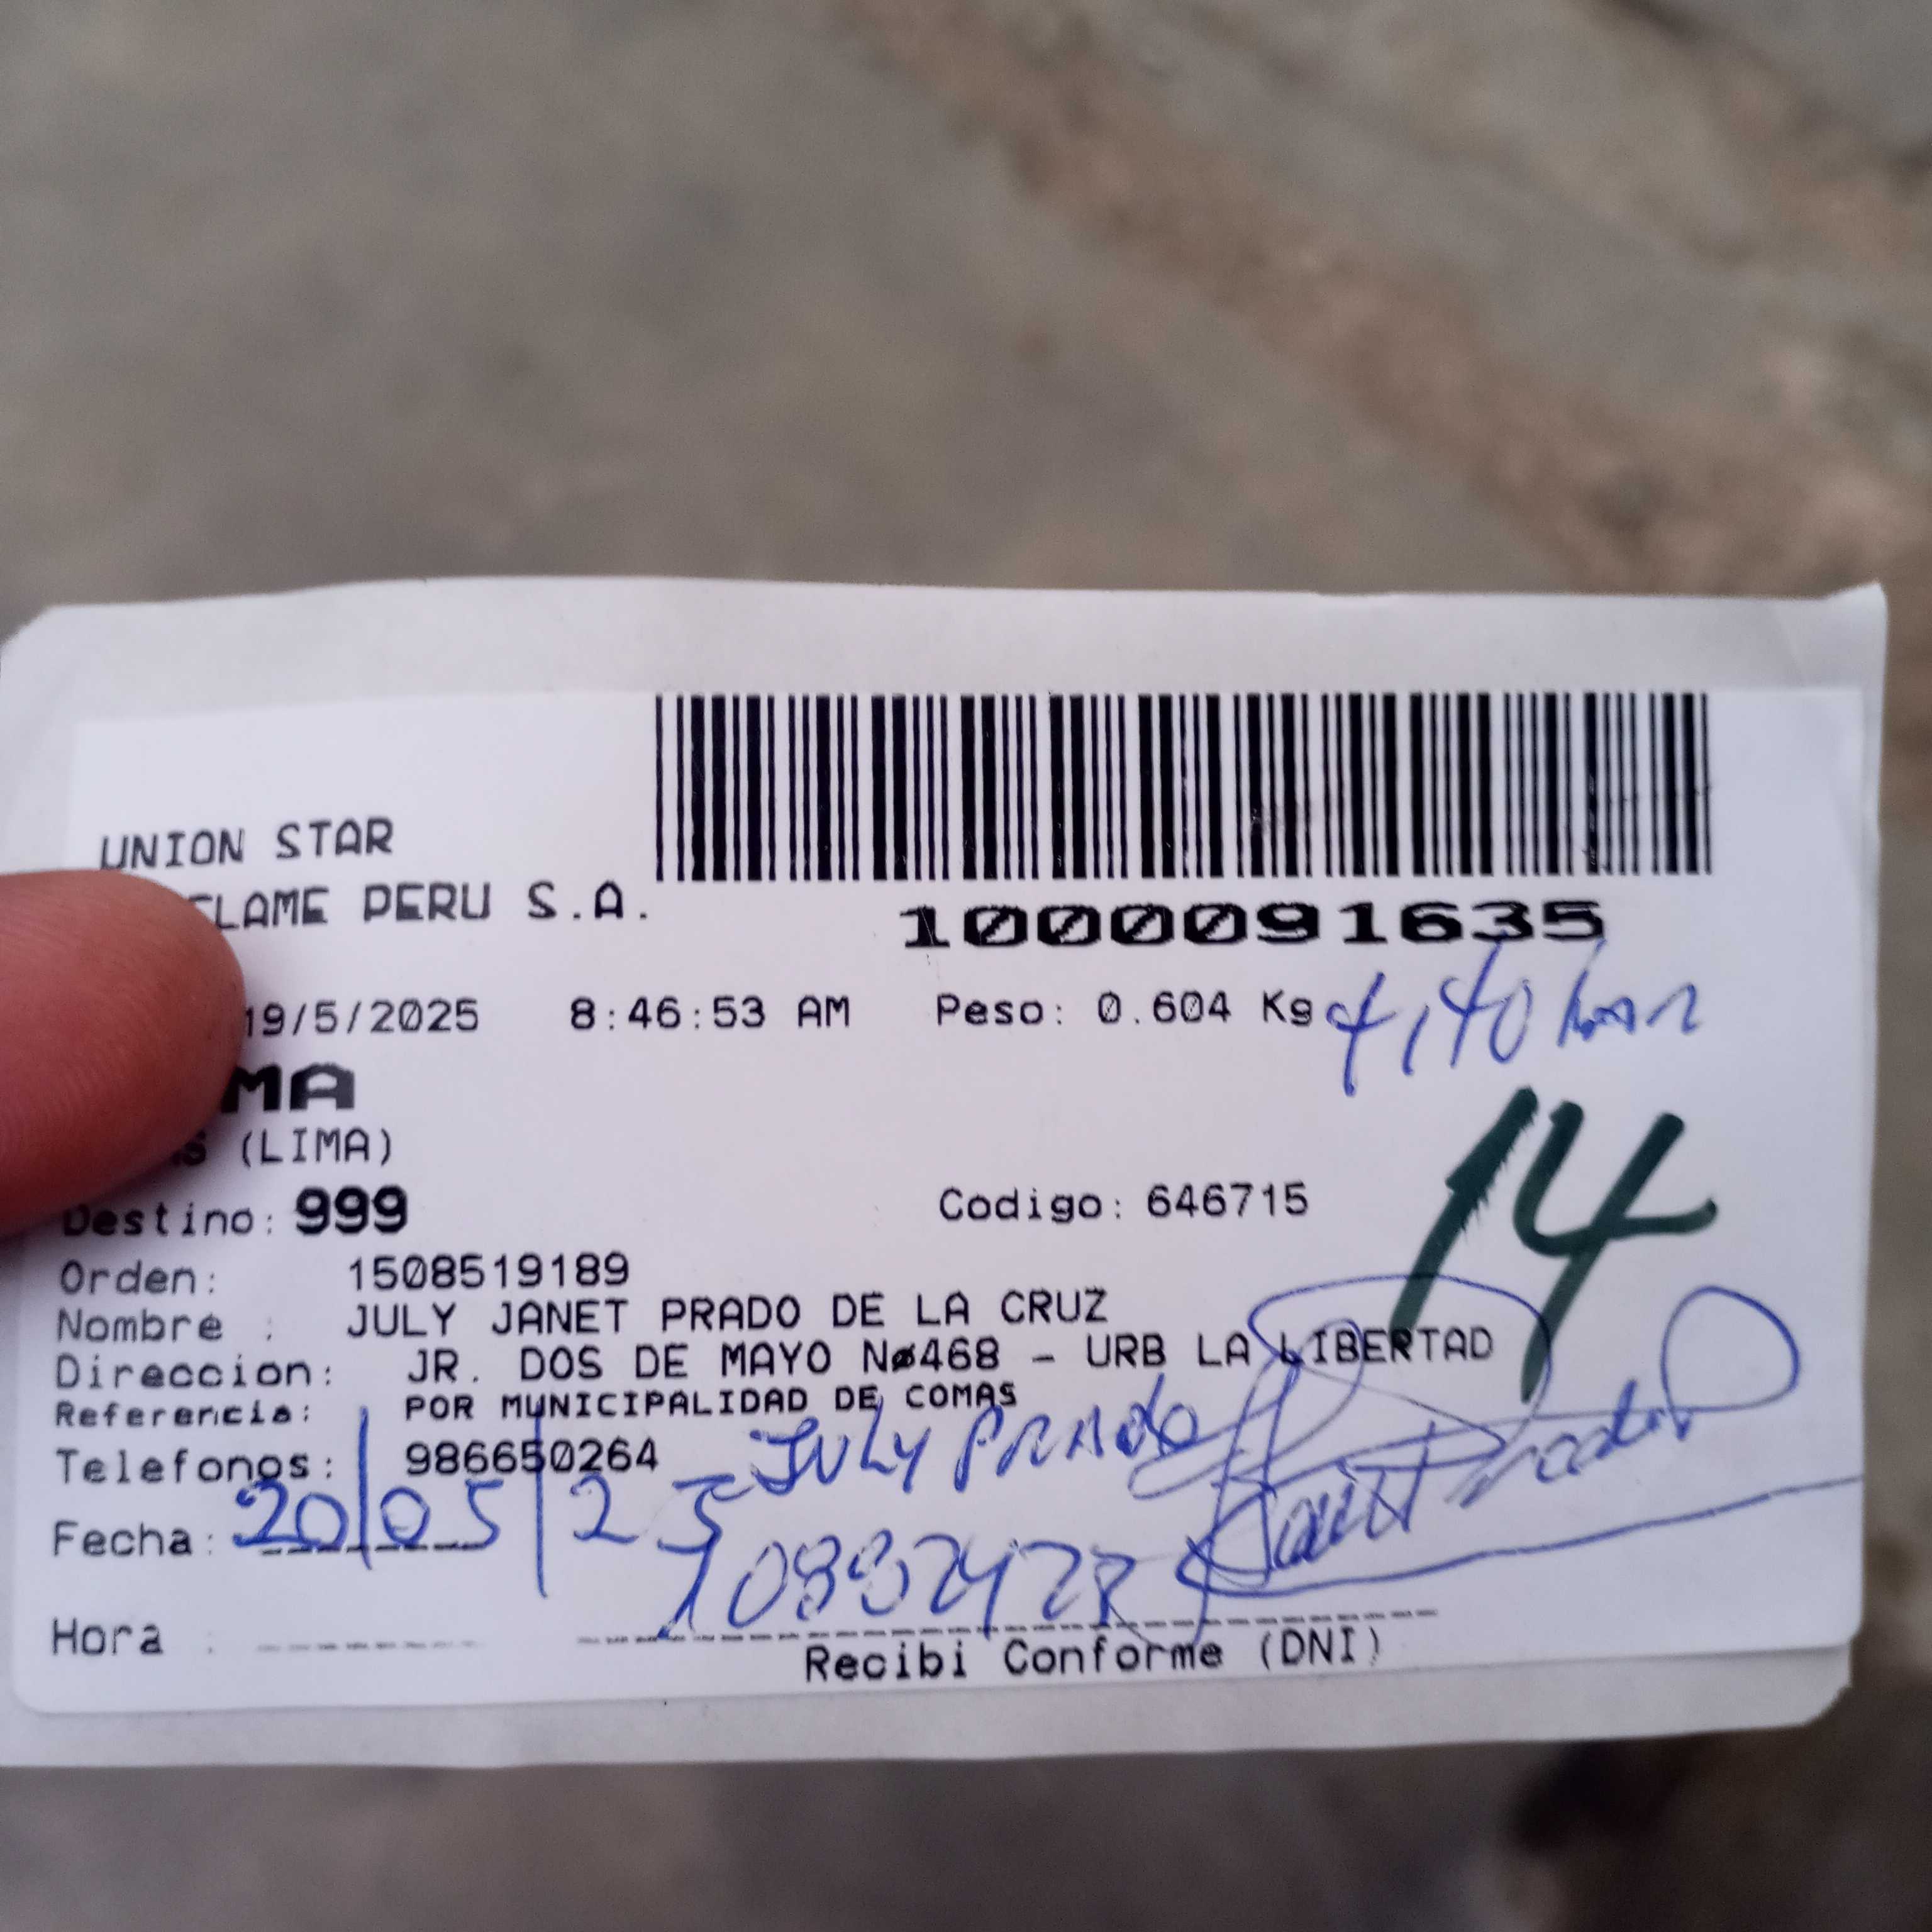 UNION STAR
FLAME PERU S.A.
1000091635
19/5/2025 8:46:53 AM Peso: 0.604 Kg 4,40
MA
S (LIMA)
14
Destino: 999 Codigo: 646715
Orden: 1508519189
Nombre : JULY JANET PRADO DE LA CRUZ
Direccion: JR. DOS DE MAYO Nø468 - URB LA LIBERTAD
Referencia: POR MUNICIPALIDAD DE COMAS
Telefonos: 986650264 JULY PRADO
Fecha: 20/05/25
Hora :
Recibi Conforme (DNI)